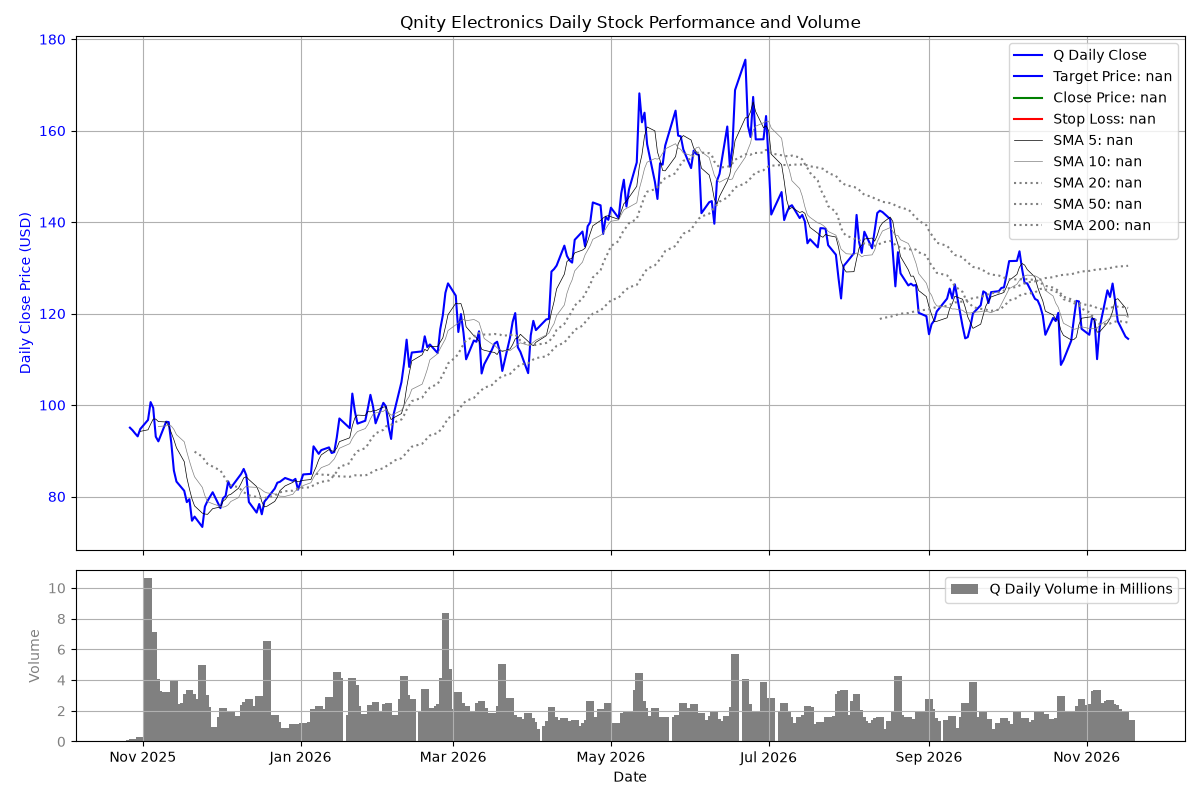 Qnity Electronics Daily Stock Performance and Volume
Daily Close Price (USD)
180
160
140
120
100
80
Q Daily Close
Target Price: nan
Close Price: nan
Stop Loss: nan
SMA 5: nan
SMA 10: nan
SMA 20: nan
SMA 50: nan
SMA 200: nan
Volume
10
8
6
4
2
0
Q Daily Volume in Millions
Nov 2025
Jan 2026
Mar 2026
May 2026
Jul 2026
Sep 2026
Nov 2026
Date